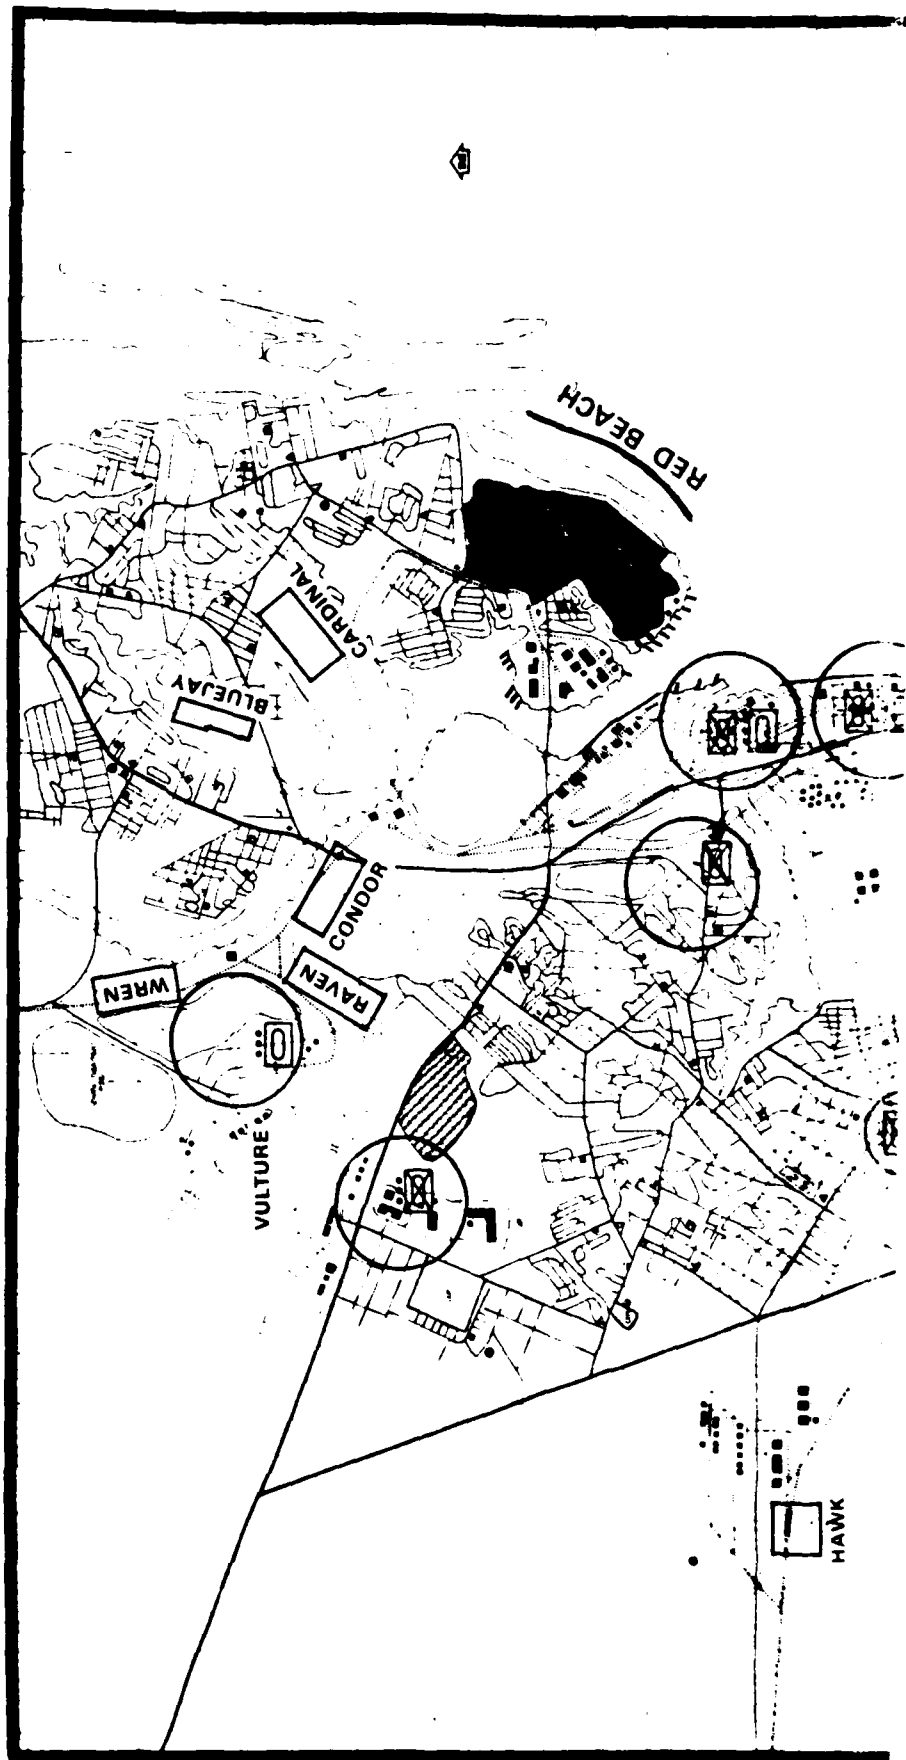 RED BEACH
CARDINAL
BLUEJAY
CONDOR
RAVEN
WREN
VULTURE
HAWK